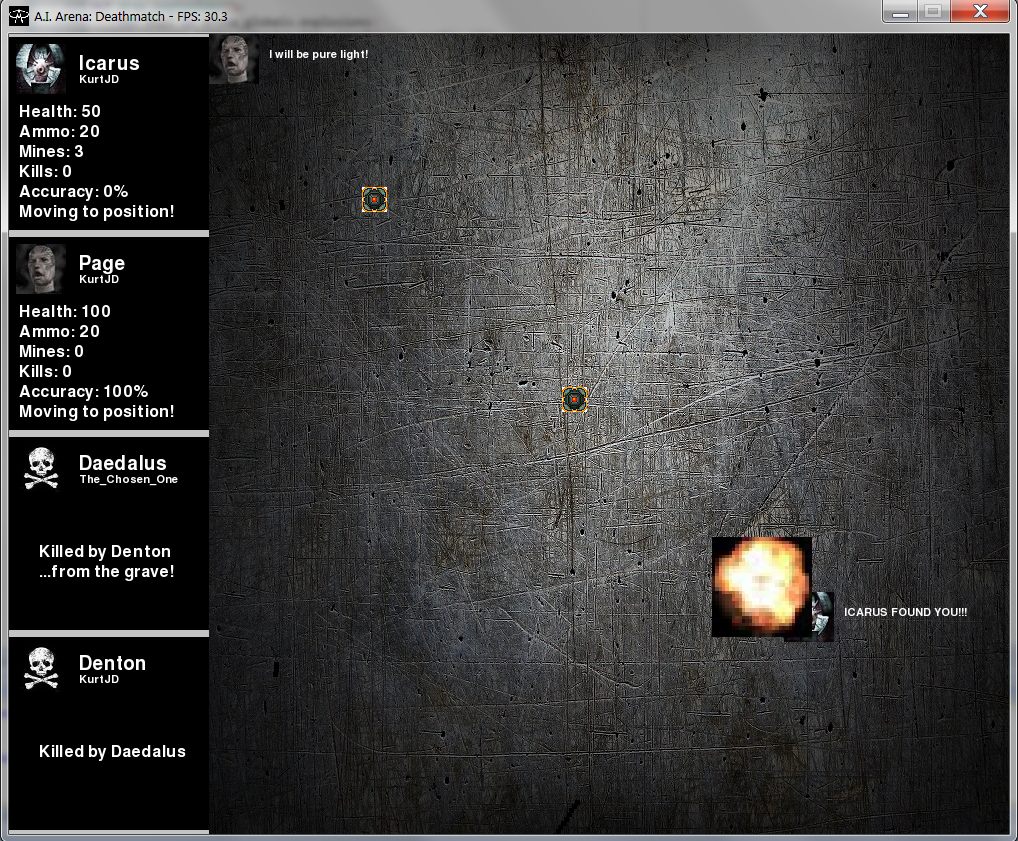 A.I. Arena: Deathmatch - FPS: 30.3
Icarus
KurtJD
Health: 50
Ammo: 20
Mines: 3
Kills: 0
Accuracy: 0%
Moving to position!
Page
KurtJD
Health: 100
Ammo: 20
Mines: 0
Kills: 0
Accuracy: 100%
Moving to position!
Daedalus
The_Chosen_One
Killed by Denton
...from the grave!
Denton
KurtJD
Killed by Daedalus
I will be pure light!
ICARUS FOUND YOU!!!